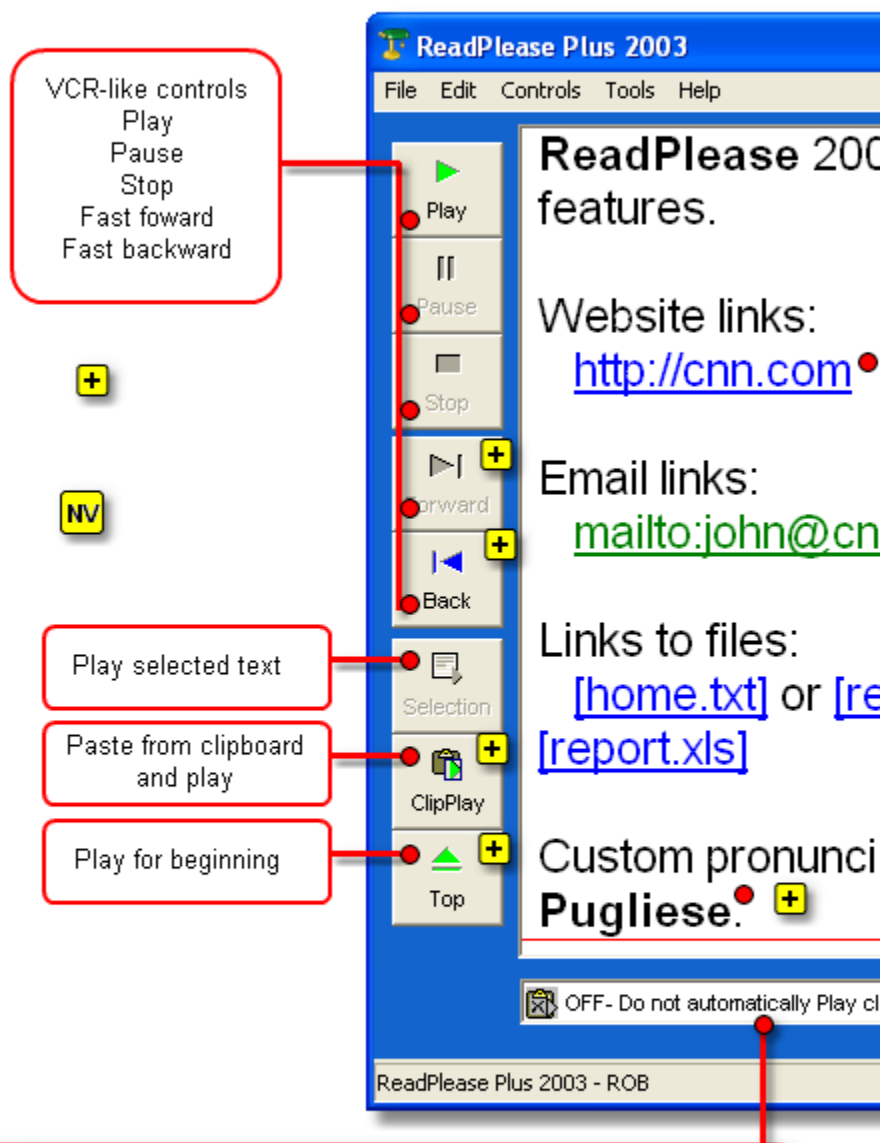 ReadPlease Plus 2003
File Edit Controls Tools Help
VCR-like controls
Play
Pause
Stop
Fast foward
Fast backward
+
NV
Play selected text
Paste from clipboard
and play
Play for beginning
Play
Pause
Stop
+
Forward
+
Back
Selection
+
ClipPlay
+
Top
ReadPlease 200
features.
Website links:
http://cnn.com
Email links:
mailto:john@cn
Links to files:
[home.txt] or [re
[report.xls]
Custom pronunci
Pugliese. +
OFF- Do not automatically Play cl
ReadPlease Plus 2003 - ROB